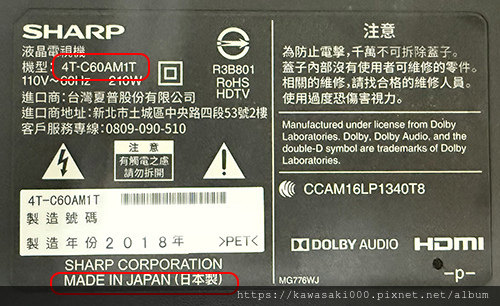 SHARP
液晶電視機
機型: 4T-C60AM1T
110V~60Hz 210W
進口商:台灣夏普股份有限公司
進口商地址:新北市土城區中央路四段53號2樓
客戶服務專線:0809-090-510
R3B801
RoHS
HDTV
注意
有觸電之虞
請勿拆開
4T-C60AM1T
製造號碼
製造年份2018年 >PET<
SHARP CORPORATION
MADE IN JAPAN (日本製)
注意
為防止電擊,千萬不可拆除蓋子。
蓋子內部沒有使用者可維修的零件。
相關的維修,請找合格的維修人員。
使用過度恐傷害視力。
Manufactured under license from Dolby
Laboratories. Dolby, Dolby Audio, and the
double-D symbol are trademarks of Dolby
Laboratories.
CCAM16LP1340T8
DOLBY AUDIO HDMI
-p-
MG776WJ
https://kawasaki000.pixnet.net/album